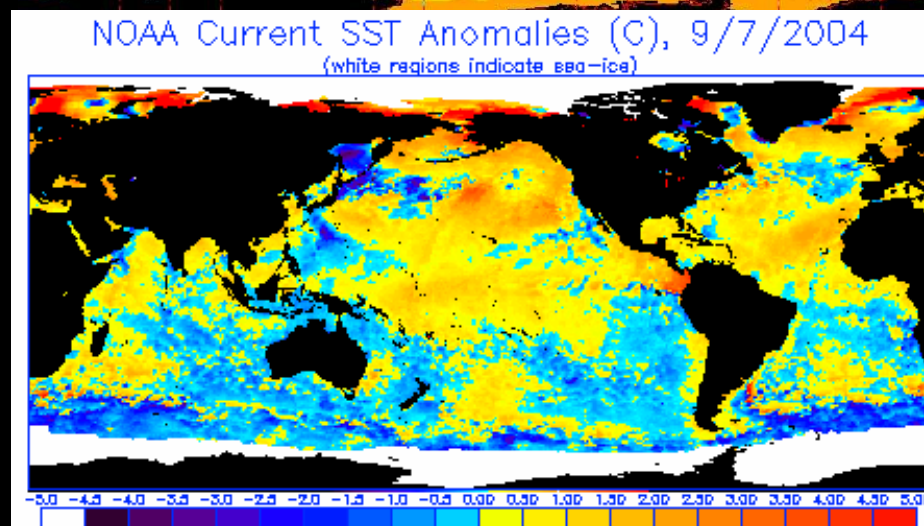 NOAA Current SST Anomalies (C), 9/7/2004
(white regions indicate sea-ice)
-5.0 -4.5 -4.0 -3.5 -3.0 -2.5 -2.0 -1.5 -1.0 -0.5 0.00 0.50 1.00 1.50 2.00 2.50 3.00 3.50 4.00 4.50 5.0